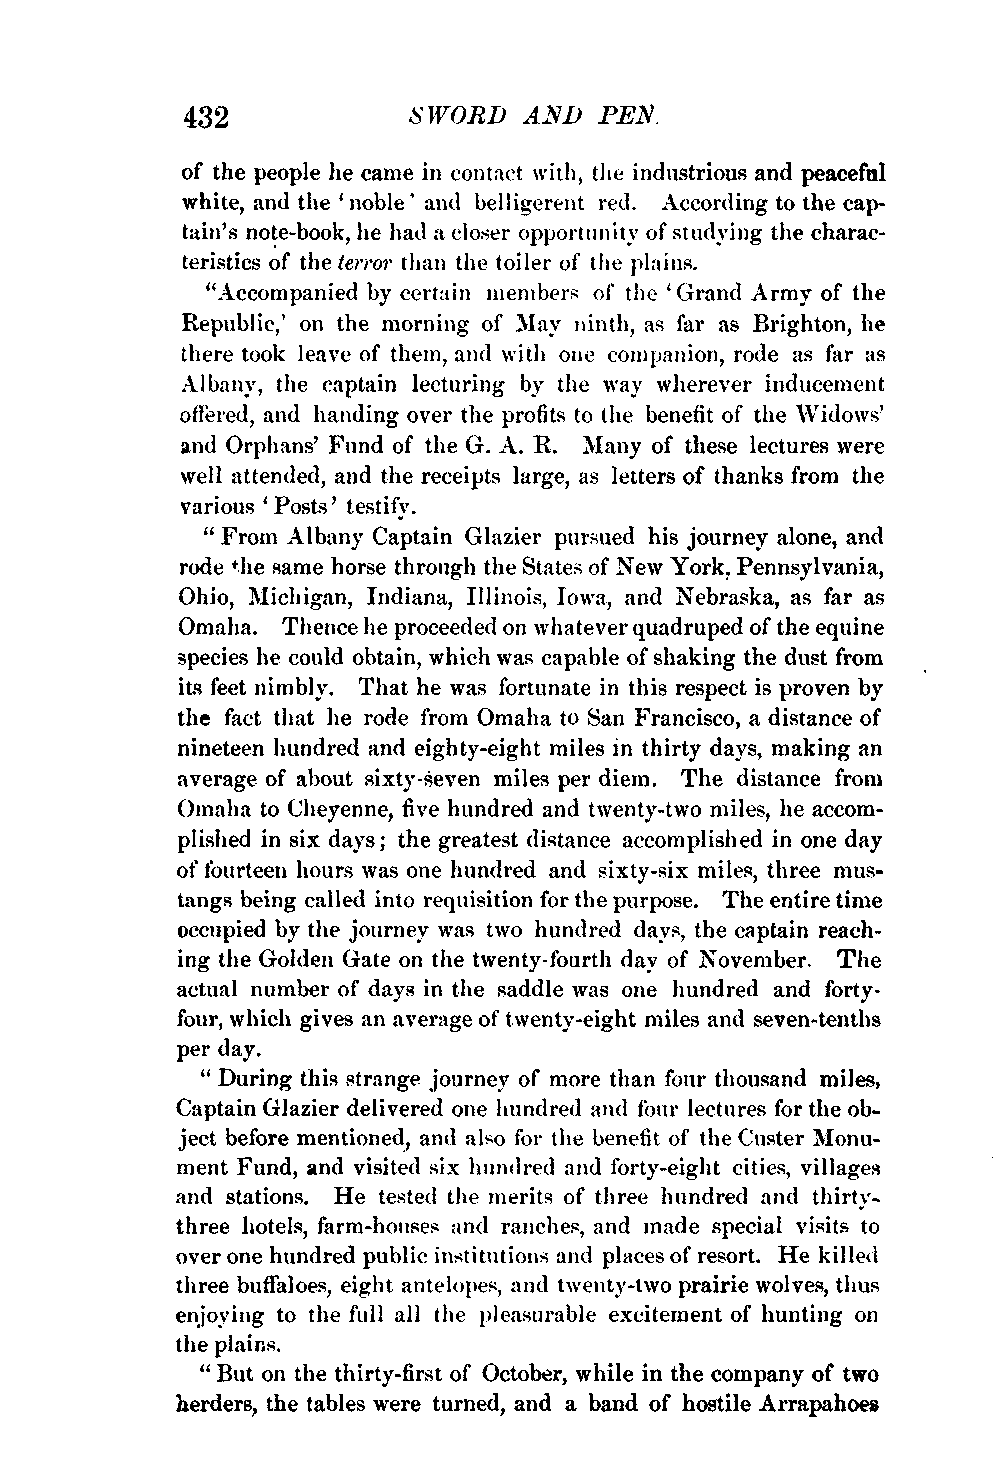 432 SWORD AND PEN.
of the people he came in contact with, the industrious and peaceful
white, and the ‘noble’ and belligerent red. According to the cap-
tain’s note-book, he had a closer opportunity of studying the charac-
teristics of the terror than the toiler of the plains.
“Accompanied by certain members of the ‘Grand Army of the
Republic,’ on the morning of May ninth, as far as Brighton, he
there took leave of them, and with one companion, rode as far as
Albany, the captain lecturing by the way wherever inducement
offered, and handing over the profits to the benefit of the Widows’
and Orphans’ Fund of the G. A. R. Many of these lectures were
well attended, and the receipts large, as letters of thanks from the
various ‘Posts’ testify.
“From Albany Captain Glazier pursued his journey alone, and
rode the same horse through the States of New York, Pennsylvania,
Ohio, Michigan, Indiana, Illinois, Iowa, and Nebraska, as far as
Omaha. Thence he proceeded on whatever quadruped of the equine
species he could obtain, which was capable of shaking the dust from
its feet nimbly. That he was fortunate in this respect is proven by
the fact that he rode from Omaha to San Francisco, a distance of
nineteen hundred and eighty-eight miles in thirty days, making an
average of about sixty-seven miles per diem. The distance from
Omaha to Cheyenne, five hundred and twenty-two miles, he accom-
plished in six days; the greatest distance accomplished in one day
of fourteen hours was one hundred and sixty-six miles, three mus-
tangs being called into requisition for the purpose. The entire time
occupied by the journey was two hundred days, the captain reach-
ing the Golden Gate on the twenty-fourth day of November. The
actual number of days in the saddle was one hundred and forty-
four, which gives an average of twenty-eight miles and seven-tenths
per day.
“During this strange journey of more than four thousand miles,
Captain Glazier delivered one hundred and four lectures for the ob-
ject before mentioned, and also for the benefit of the Custer Monu-
ment Fund, and visited six hundred and forty-eight cities, villages
and stations. He tested the merits of three hundred and thirty-
three hotels, farm-houses and ranches, and made special visits to
over one hundred public institutions and places of resort. He killed
three buffaloes, eight antelopes, and twenty-two prairie wolves, thus
enjoying to the full all the pleasurable excitement of hunting on
the plains.
“But on the thirty-first of October, while in the company of two
herders, the tables were turned, and a band of hostile Arrapahoes